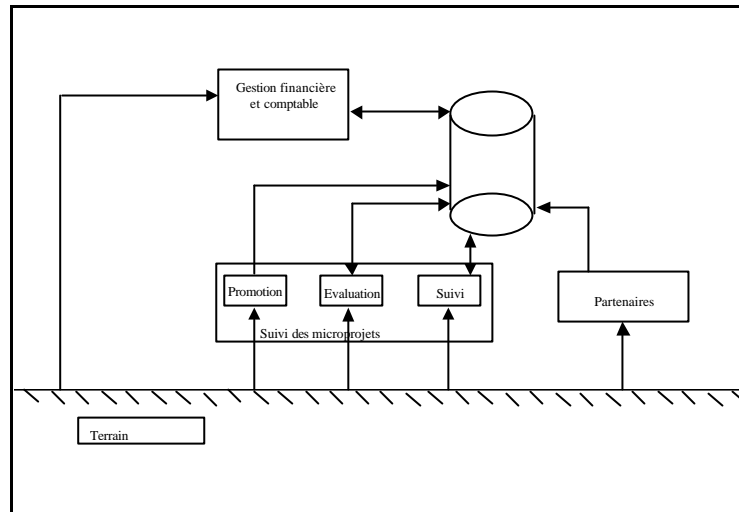 Gestion financière
et comptable
Promotion
Evaluation
Suivi
Suivi des microprojets
Partenaires
Terrain